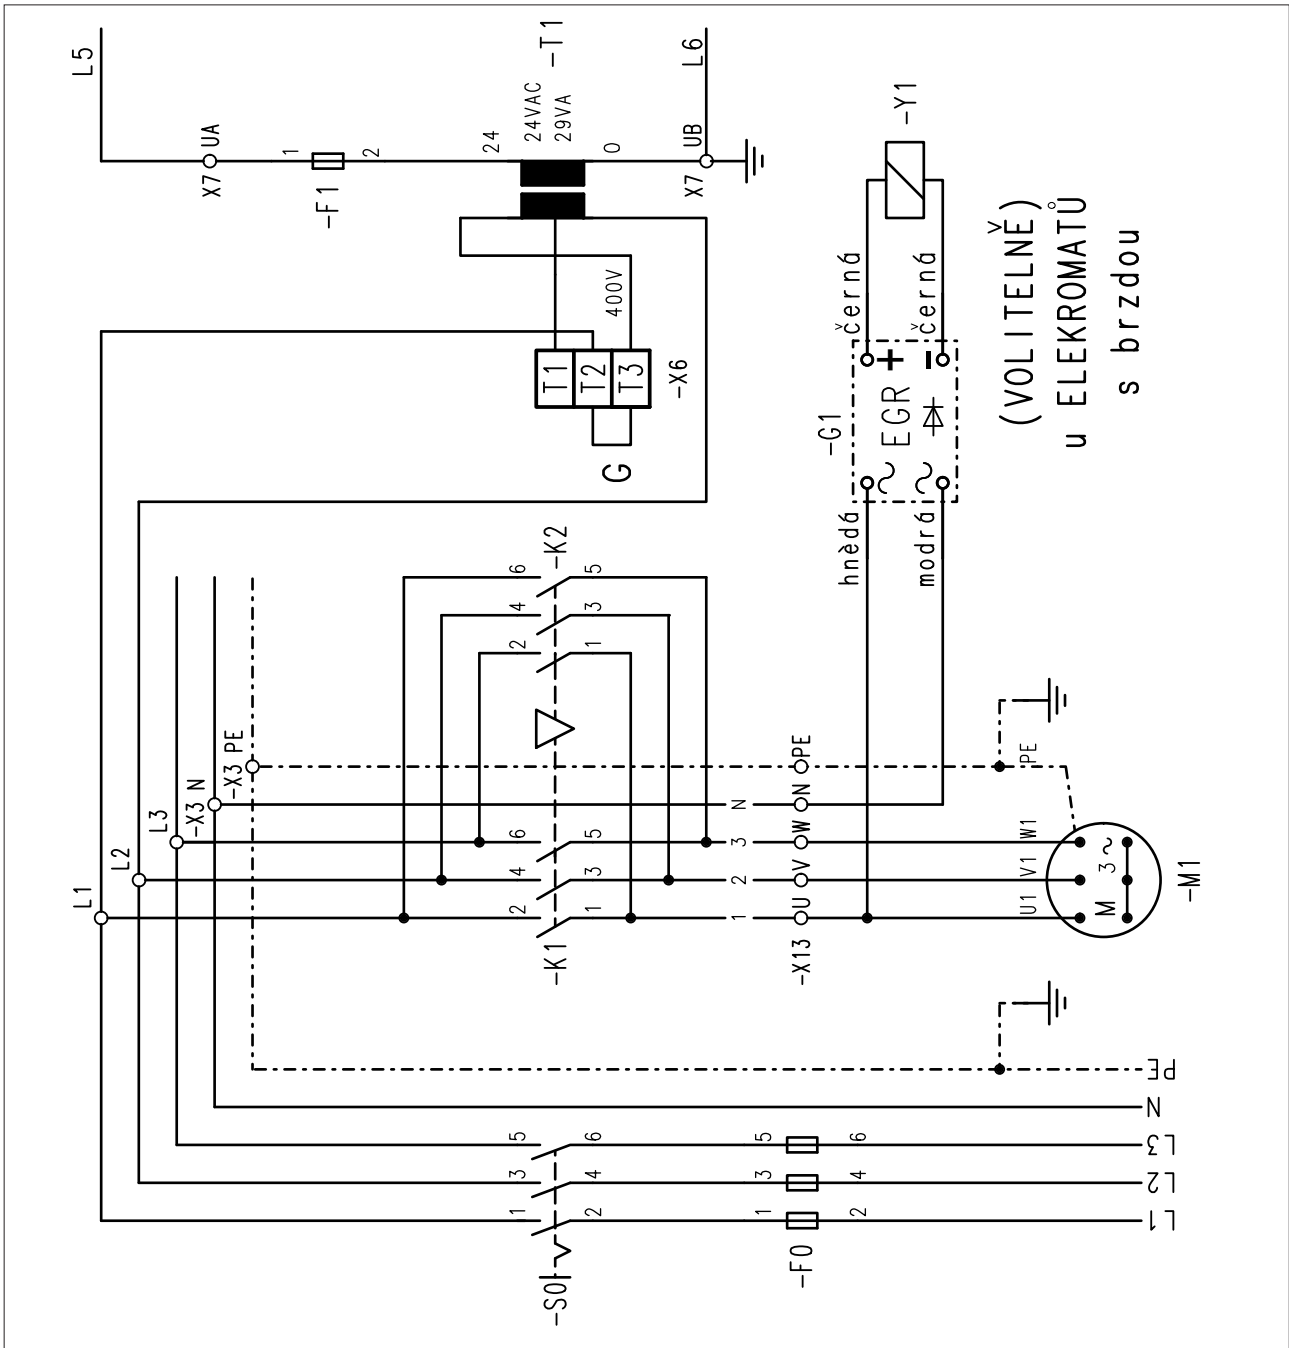 L5
X7 UA
1
2
-F1
24
24VAC
29VA
-T1
0
X7 UB
L6
400V
T1
T2
T3
-X6
G
-Y1
černá
černá
-G1
+
-
EGR
~
~
hnèdá
modrá
(VOLITELNĚ)
u ELEKROMATŮ
s brzdou
-K2
6
4
2
5
3
1
L1
L2
L3
-X3 N
-X3 PE
6
4
2
5
3
1
-K1
N
3
2
1
PE
N
W
V
U
-X13
PE
W1
V1
U1
M
3 ~
-M1
-S0
5
3
1
6
4
2
-F0
5
3
1
6
4
2
PE
N
L3
L2
L1